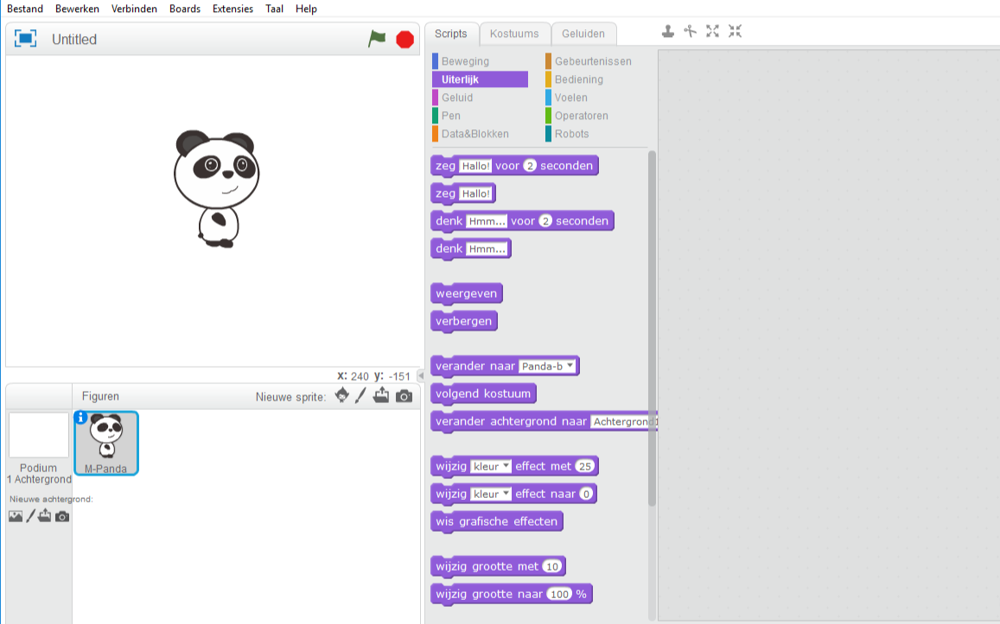 Bestand Bewerken Verbinden Boards Extensies Taal Help
Untitled
Scripts Kostuums Geluiden
Beweging Gebeurtenissen
Uiterlijk Bediening
Geluid Voelen
Pen Operatoren
Data&Blokken Robots
zeg Hallo! voor 2 seconden
zeg Hallo!
denk Hmm... voor 2 seconden
denk Hmm...
weergeven
verbergen
verander naar Panda-b
volgend kostuum
verander achtergrond naar Achtergrond1
wijzig kleur effect met 25
wijzig kleur effect naar 0
wis grafische effecten
wijzig grootte met 10
wijzig grootte naar 100 %
x: 240 y: -151
Figuren Nieuwe sprite:
M-Panda
Podium
1 Achtergrond
Nieuwe achtergrond: